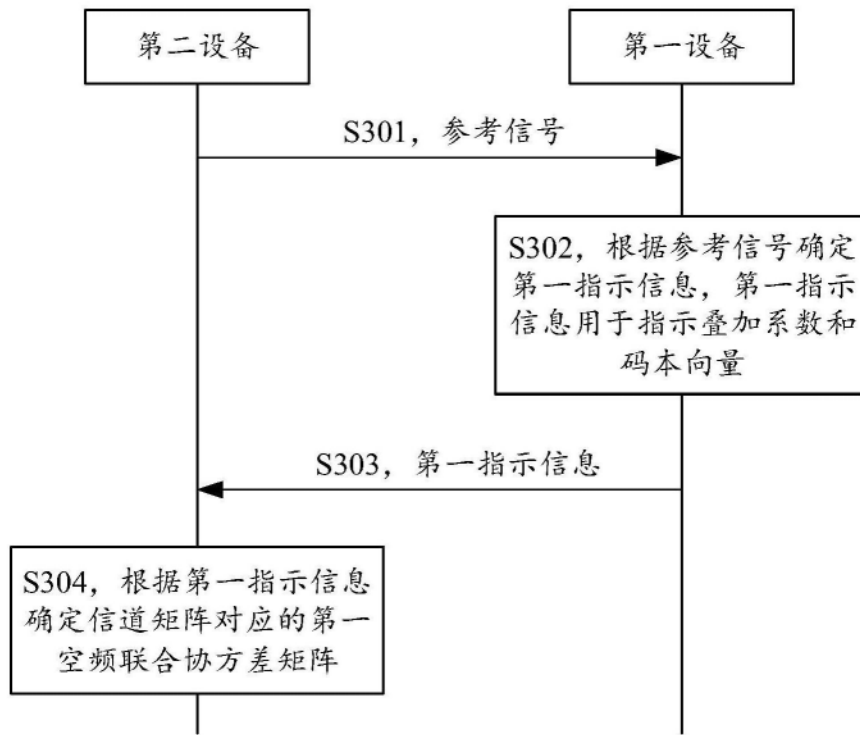 第二设备
第一设备
S301，参考信号
S302，根据参考信号确定
第一指示信息，第一指示
信息用于指示叠加系数和
码本向量
S303，第一指示信息
S304，根据第一指示信息
确定信道矩阵对应的第一
空频联合协方差矩阵